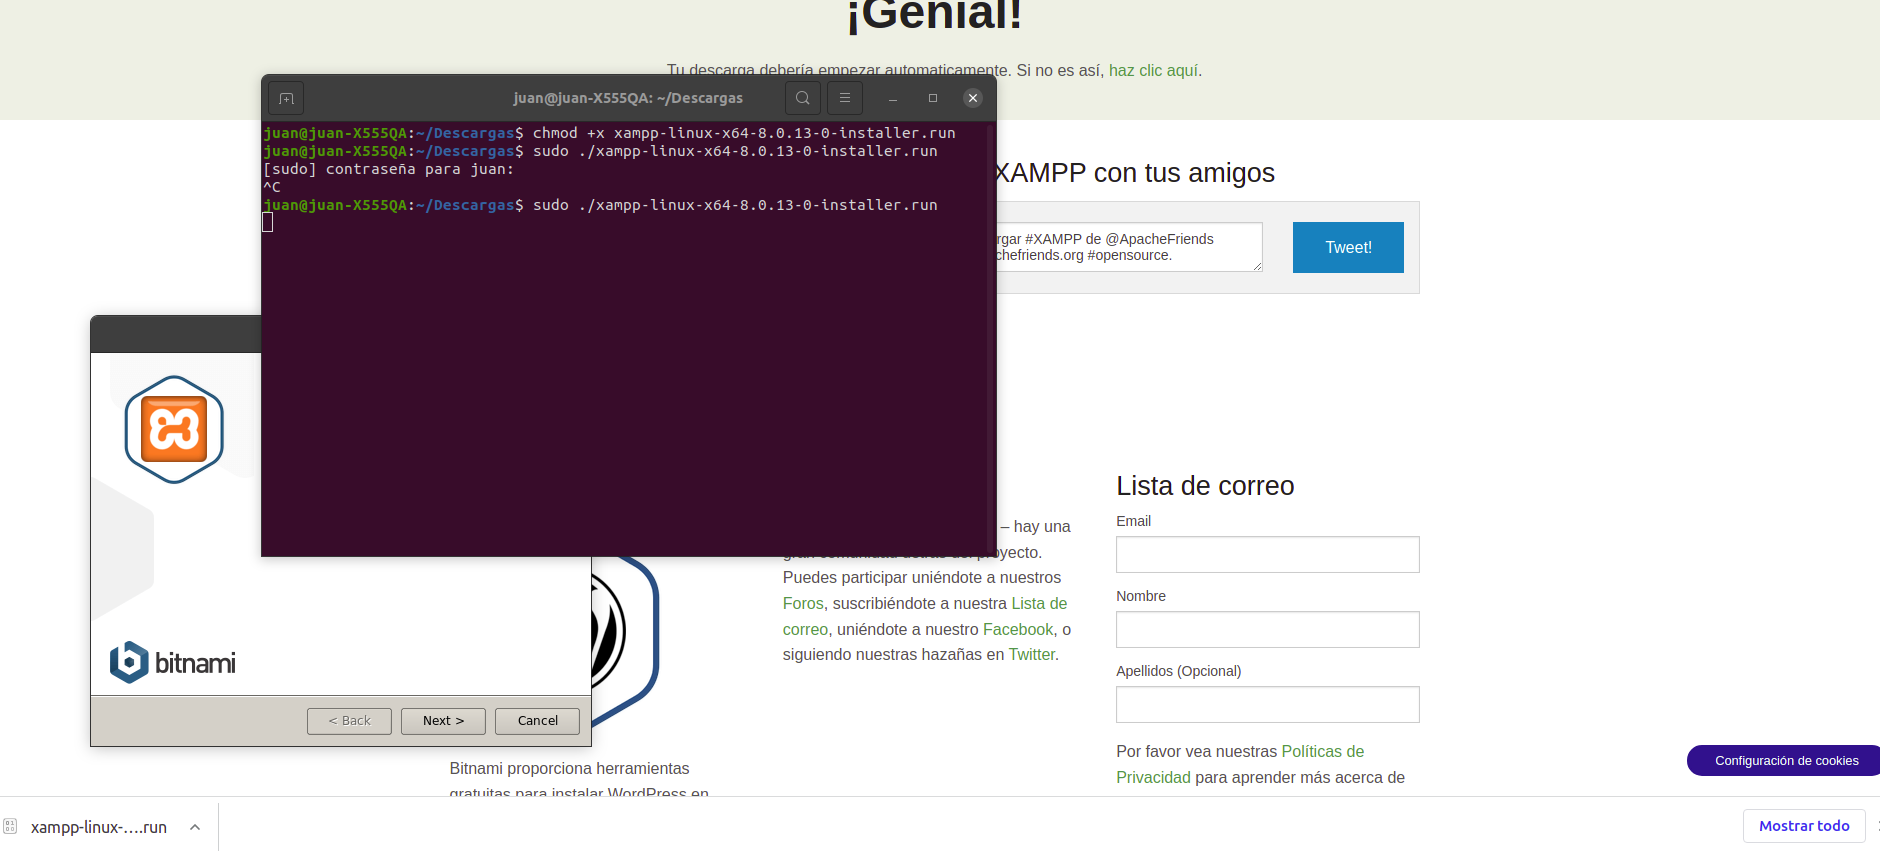 ¡Genial!
Tu descarga debería empezar automaticamente. Si no es así, haz clic aquí.
juan@juan-X555QA: ~/Descargas
juan@juan-X555QA:~/Descargas$ chmod +x xampp-linux-x64-8.0.13-0-installer.run
juan@juan-X555QA:~/Descargas$ sudo ./xampp-linux-x64-8.0.13-0-installer.run
[sudo] contraseña para juan:
^C
juan@juan-X555QA:~/Descargas$ sudo ./xampp-linux-x64-8.0.13-0-installer.run
XAMPP con tus amigos
rgar #XAMPP de @ApacheFriends
chefriends.org #opensource.
Tweet!
bitnami
< Back
Next >
Cancel
– hay una
gran comunidad detrás del proyecto.
Puedes participar uniéndote a nuestros
Foros, suscribiéndote a nuestra Lista de
correo, uniéndote a nuestro Facebook, o
siguiendo nuestras hazañas en Twitter.
Lista de correo
Email
Nombre
Apellidos (Opcional)
Por favor vea nuestras Políticas de
Privacidad para aprender más acerca de
Bitnami proporciona herramientas
gratuitas para instalar WordPress en
Configuración de cookies
xampp-linux-....run
Mostrar todo